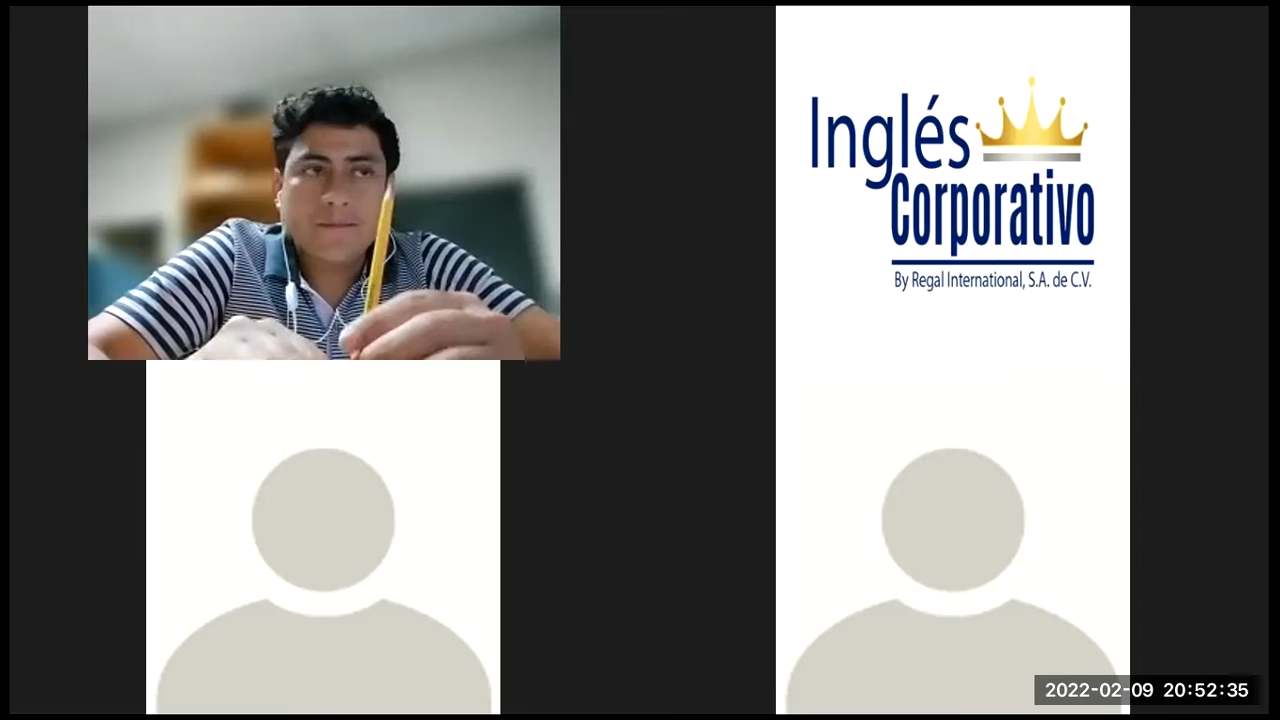 Inglés
Corporativo
By Regal International, S.A. de C.V.
2022-02-09 20:52:35